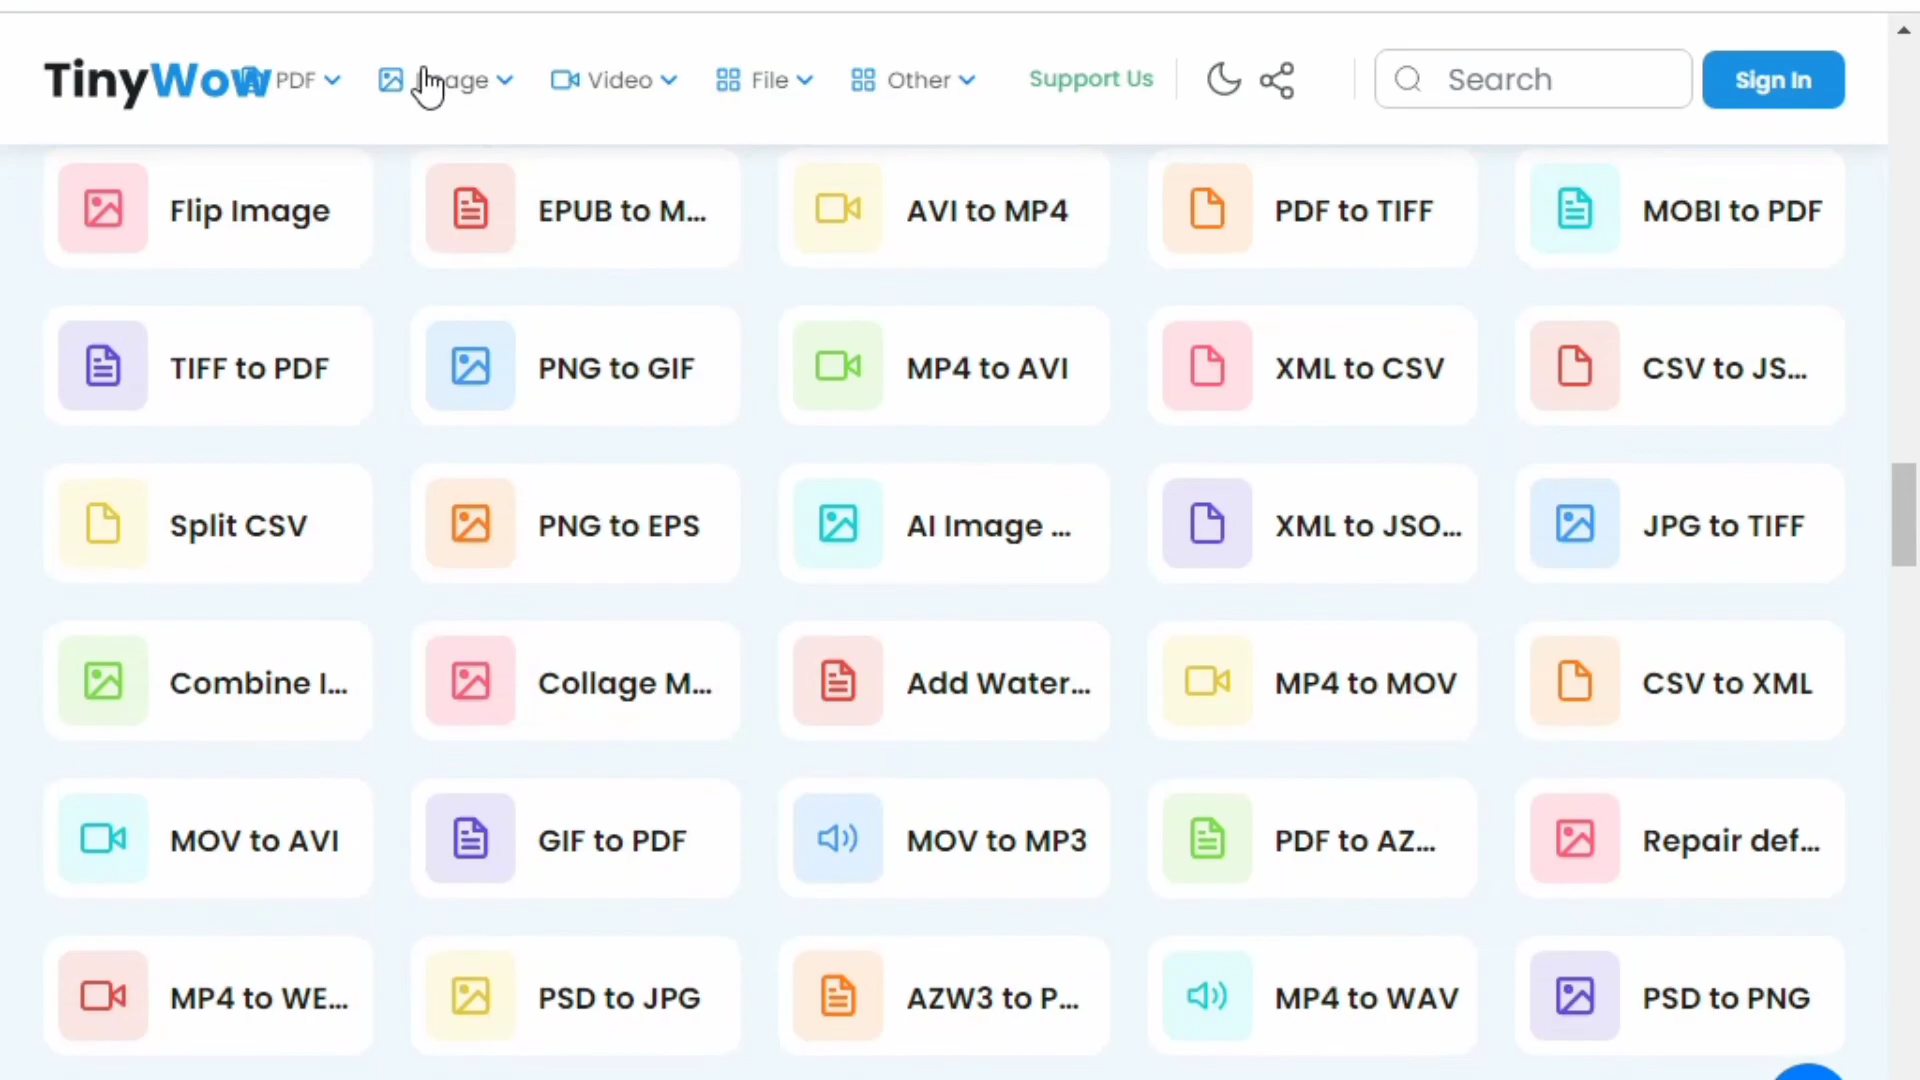 TinyWow PDF Image Video File Other Support Us Search Sign In
Flip Image EPUB to M... AVI to MP4 PDF to TIFF MOBI to PDF
TIFF to PDF PNG to GIF MP4 to AVI XML to CSV CSV to JS...
Split CSV PNG to EPS AI Image ... XML to JSO... JPG to TIFF
Combine I... Collage M... Add Water... MP4 to MOV CSV to XML
MOV to AVI GIF to PDF MOV to MP3 PDF to AZ... Repair def...
MP4 to WE... PSD to JPG AZW3 to P... MP4 to WAV PSD to PNG